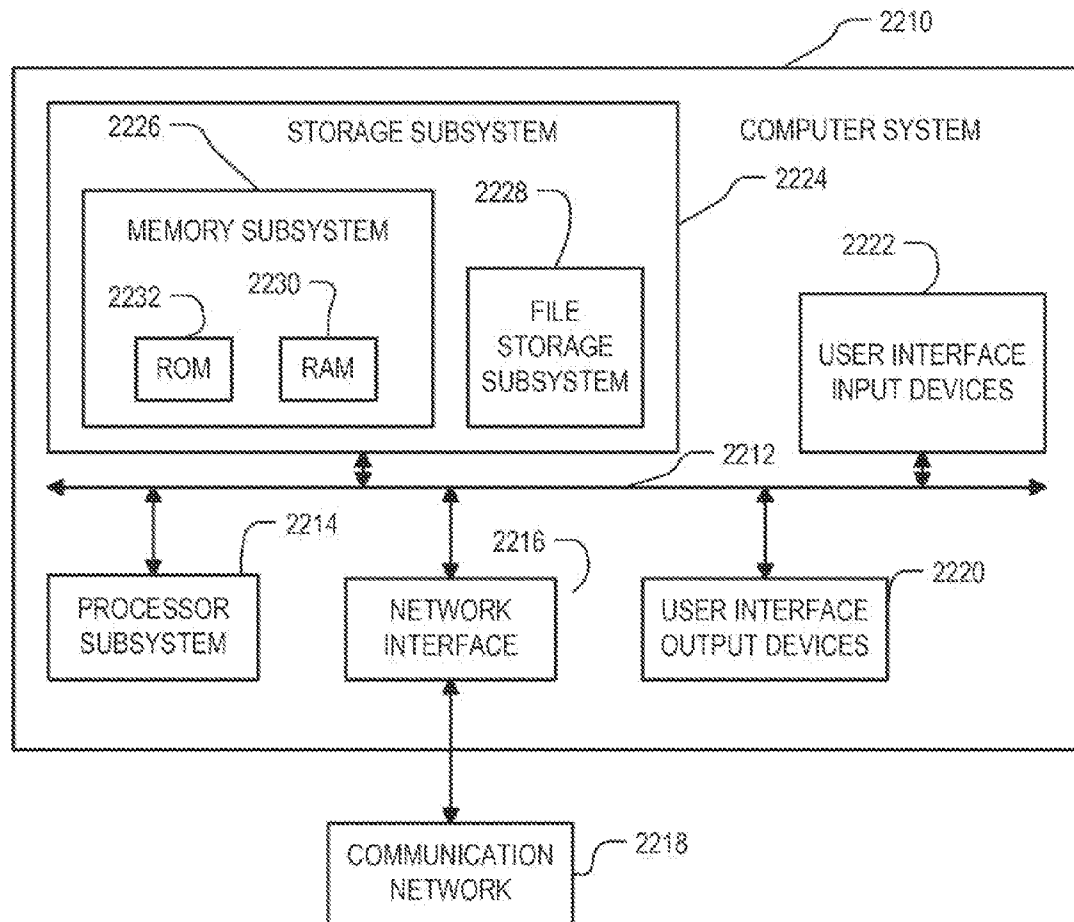 2210
STORAGE SUBSYSTEM
COMPUTER SYSTEM
2226
2224
2228
MEMORY SUBSYSTEM
2222
2232
2230
ROM
RAM
FILE
STORAGE
SUBSYSTEM
USER INTERFACE
INPUT DEVICES
2212
2214
2216
2220
PROCESSOR
SUBSYSTEM
NETWORK
INTERFACE
USER INTERFACE
OUTPUT DEVICES
2218
COMMUNICATION
NETWORK